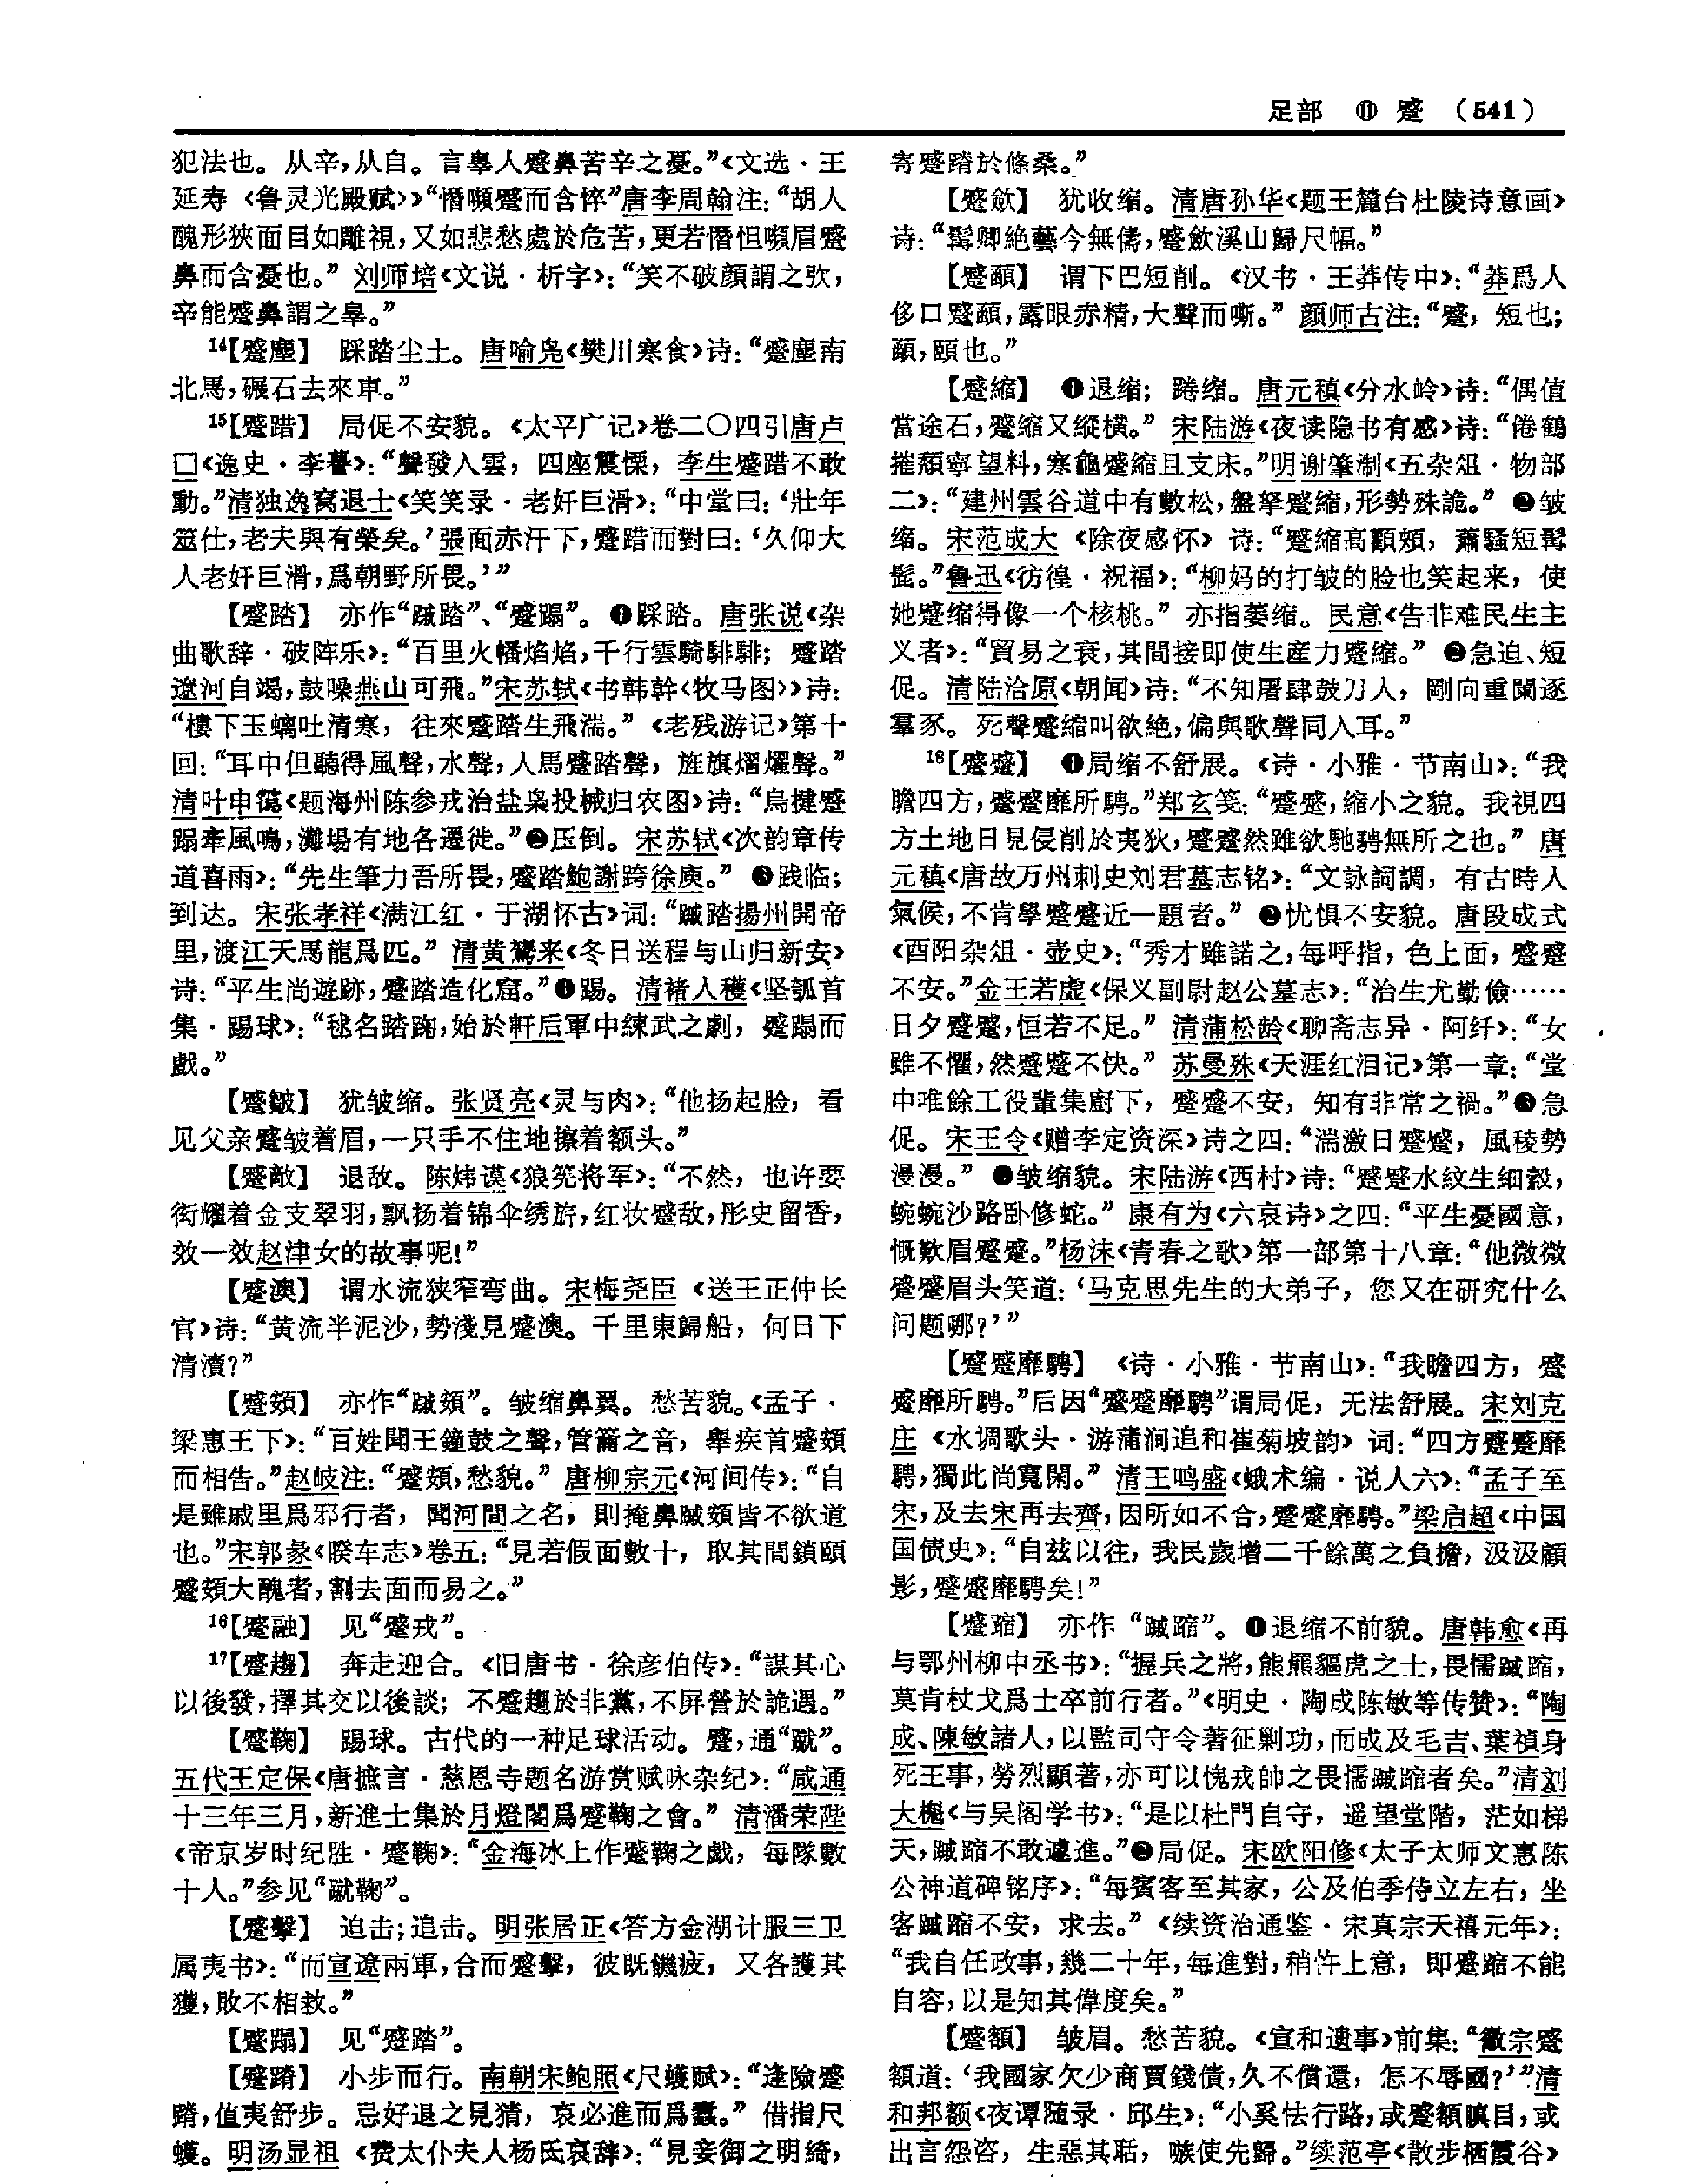 足部 ⑪ 蹙 （541）
犯法也。从辛，从自。言辠人蹙鼻苦辛之憂。”《文选·王
延寿〈鲁灵光殿赋〉》“憯嚬蹙而含悴”唐李周翰注：“胡人
醜形狹面目如雕視，又如悲愁處於危苦，更若憯怛嚬眉蹙
鼻而含憂也。” 刘师培《文说·析字》：“笑不破顔謂之弞，
辛能蹙鼻謂之辠。”
14【蹙塵】 踩踏尘土。唐喻凫《樊川寒食》诗：“蹙塵南
北馬，碾石去來車。”
15【蹙踖】 局促不安貌。《太平广记》卷二〇四引唐卢
□《逸史·李謩》：“聲發入雲，四座震慄，李生蹙踖不敢
動。”清独逸窝退士《笑笑录·老奸巨滑》：“中堂曰：‘壯年
筮仕，老夫與有榮矣。’張面赤汗下，蹙踖而對曰：‘久仰大
人老奸巨滑，爲朝野所畏。’”
【蹙踏】 亦作“蹴踏”、“蹙蹋”。❶踩踏。唐张说《杂
曲歌辞·破阵乐》：“百里火幡焰焰，千行雲騎騑騑；蹙踏
遼河自竭，鼓噪燕山可飛。”宋苏轼《书韩幹〈牧马图〉》诗：
“樓下玉螭吐清寒，往來蹙踏生飛湍。”《老残游记》第十
回：“耳中但聽得風聲，水聲，人馬蹙踏聲，旌旗熠燿聲。”
清叶申芗《题海州陈参戎治盐枭投械归农图》诗：“烏犍蹙
蹋牽風鳴，灘場有地各遷徙。”❷压倒。宋苏轼《次韵章传
道喜雨》：“先生筆力吾所畏，蹙踏鮑謝跨徐庾。” ❸践临；
到达。宋张孝祥《满江红·于湖怀古》词：“蹴踏揚州開帝
里，渡江天馬龍爲匹。” 清黄鷟来《冬日送程与山归新安》
诗：“平生尚遊跡，蹙踏造化窟。”❹踢。清褚人穫《坚瓠首
集·踢球》：“毬名踏踘，始於軒后軍中練武之劇，蹙蹋而
戲。”
【蹙皺】 犹皱缩。张贤亮《灵与肉》：“他扬起脸，看
见父亲蹙皱着眉，一只手不住地擦着额头。”
【蹙敵】 退敌。陈炜谟《狼筅将军》：“不然，也许要
衒耀着金支翠羽，飘扬着锦伞绣旂，红妆蹙敌，彤史留香，
效一效赵津女的故事呢！”
【蹙澳】 谓水流狭窄弯曲。宋梅尧臣《送王正仲长
官》诗：“黄流半泥沙，勢淺見蹙澳。千里東歸船，何日下
清瀆？”
【蹙頞】 亦作“蹴頞”。皱缩鼻翼。愁苦貌。《孟子·
梁惠王下》：“百姓聞王鐘鼓之聲，管籥之音，舉疾首蹙頞
而相告。”赵岐注：“蹙頞，愁貌。” 唐柳宗元《河间传》：“自
是雖戚里爲邪行者，聞河間之名，則掩鼻蹴頞皆不欲道
也。”宋郭彖《睽车志》卷五：“見若假面數十，取其間鎖頤
蹙頞大醜者，割去面而易之。”
16【蹙融】 见“蹙戎”。
17【蹙趨】 奔走迎合。《旧唐书·徐彦伯传》：“謀其心
以後發，擇其交以後談；不蹙趨於非黨，不屏營於詭遇。”
【蹙鞠】 踢球。古代的一种足球活动。蹙，通“蹴”。
五代王定保《唐摭言·慈恩寺题名游赏赋咏杂纪》：“咸通
十三年三月，新進士集於月燈閣爲蹙鞠之會。” 清潘荣陛
《帝京岁时纪胜·蹙鞠》：“金海冰上作蹙鞠之戲，每隊數
十人。”参见“蹴鞠”。
【蹙擊】 迫击；追击。明张居正《答方金湖计服三卫
属夷书》：“而宣遼兩軍，合而蹙擊，彼既饑疲，又各護其
獲，敗不相救。”
【蹙蹋】 见“蹙踏”。
【蹙蹐】 小步而行。南朝宋鲍照《尺蠖赋》：“逢險蹙
蹐，值夷舒步。忌好退之見猜，哀必進而爲蠹。” 借指尺
蠖。明汤显祖《费太仆夫人杨氏哀辞》：“見妾御之明綺，
寄蹙蹐於條桑。”
【蹙斂】 犹收缩。清唐孙华《题王麓台杜陵诗意画》
诗：“髯卿絶藝今無儔，蹙斂溪山歸尺幅。”
【蹙顄】 谓下巴短削。《汉书·王莽传中》：“莽爲人
侈口蹙顄，露眼赤精，大聲而嘶。” 颜师古注：“蹙，短也；
顄，頤也。”
【蹙縮】 ❶退缩；踡缩。唐元稹《分水岭》诗：“偶值
當途石，蹙縮又縱橫。” 宋陆游《夜读隐书有感》诗：“倦鶴
摧頹寧望料，寒龜蹙縮且支床。”明谢肇淛《五杂俎·物部
二》：“建州雲谷道中有數松，盤拏蹙縮，形勢殊詭。” ❷皱
缩。宋范成大《除夜感怀》诗：“蹙縮高顴頰，蕭騷短髯
髭。”鲁迅《彷徨·祝福》：“柳妈的打皱的脸也笑起来，使
她蹙缩得像一个核桃。” 亦指萎缩。民意《告非难民生主
义者》：“貿易之衰，其間接即使生産力蹙縮。” ❷急迫、短
促。清陆洽原《朝闻》诗：“不知屠肆鼓刀人，剛向重闌逐
羣豕。死聲蹙縮叫欲絶，偏與歌聲同入耳。”
18【蹙蹙】 ❶局缩不舒展。《诗·小雅·节南山》：“我
瞻四方，蹙蹙靡所騁。”郑玄笺：“蹙蹙，縮小之貌。我視四
方土地日見侵削於夷狄，蹙蹙然雖欲馳騁無所之也。” 唐
元稹《唐故万州刺史刘君墓志铭》：“文詠詞調，有古時人
氣候，不肯學蹙蹙近一題者。” ❷忧惧不安貌。唐段成式
《酉阳杂俎·壶史》：“秀才雖諾之，每呼指，色上面，蹙蹙
不安。”金王若虚《保义副尉赵公墓志》：“治生尤勤儉……
日夕蹙蹙，恒若不足。” 清蒲松龄《聊斋志异·阿纤》：“女
雖不懼，然蹙蹙不快。” 苏曼殊《天涯红泪记》第一章：“堂
中唯餘工役輩集廚下，蹙蹙不安，知有非常之禍。”❸急
促。宋王令《赠李定资深》诗之四：“湍激日蹙蹙，風稜勢
漫漫。” ❹皱缩貌。宋陆游《西村》诗：“蹙蹙水紋生细縠，
蜿蜿沙路卧修蛇。” 康有为《六哀诗》之四：“平生憂國意，
慨歎眉蹙蹙。”杨沫《青春之歌》第一部第十八章：“他微微
蹙蹙眉头笑道：‘马克思先生的大弟子，您又在研究什么
问题哪？’”
【蹙蹙靡騁】 《诗·小雅·节南山》：“我瞻四方，蹙
蹙靡所騁。”后因“蹙蹙靡騁”谓局促，无法舒展。宋刘克
庄《水调歌头·游蒲涧追和崔菊坡韵》词：“四方蹙蹙靡
騁，獨此尚寬閑。” 清王鸣盛《蛾术编·说人六》：“孟子至
宋，及去宋再去齊，因所如不合，蹙蹙靡騁。”梁启超《中国
国债史》：“自玆以往，我民歲增二千餘萬之負擔，汲汲顧
影，蹙蹙靡騁矣！”
【蹙蹜】 亦作“蹴蹜”。❶退缩不前貌。唐韩愈《再
与鄂州柳中丞书》：“握兵之將，熊羆貙虎之士，畏懦蹴蹜，
莫肯杖戈爲士卒前行者。”《明史·陶成陈敏等传赞》：“陶
成、陳敏諸人，以監司守令著征剿功，而成及毛吉、葉禎身
死王事，勞烈顯著，亦可以愧戎帥之畏懦蹴蹜者矣。”清刘
大櫆《与吴阁学书》：“是以杜門自守，遥望堂階，茫如梯
天，蹴蹜不敢遽進。”❷局促。宋欧阳修《太子太师文惠陈
公神道碑铭序》：“每賓客至其家，公及伯季侍立左右，坐
客蹴蹜不安，求去。”《续资治通鉴·宋真宗天禧元年》：
“我自任政事，幾二十年，每進對，稍忤上意，即蹙蹜不能
自容，以是知其偉度矣。”
【蹙額】 皱眉。愁苦貌。《宣和遗事》前集：“徽宗蹙
額道：‘我國家欠少商賈錢債，久不償還，怎不辱國？’”清
和邦额《夜谭随录·邱生》：“小奚怯行路，或蹙額瞋目，或
出言怨咨，生惡其聒，嗾使先歸。”续范亭《散步栖霞谷》